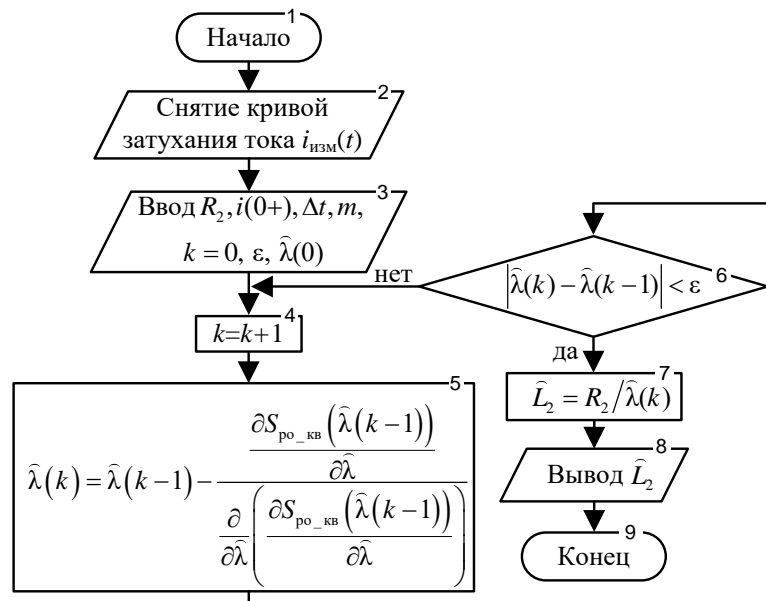 1
Начало
2
Снятие кривой
затухания тока i_изм(t)
3
Ввод R₂, i(0+), Δt, m,
k = 0, ε, λ̂(0)
4
k=k+1
5
λ̂(k) = λ̂(k−1) − (∂S_ро_кв(λ̂(k−1)) / ∂λ̂) / (∂/∂λ̂ (∂S_ро_кв(λ̂(k−1)) / ∂λ̂))
нет
6
|λ̂(k) − λ̂(k−1)| < ε
да
7
L̂₂ = R₂/λ̂(k)
8
Вывод L̂₂
9
Конец